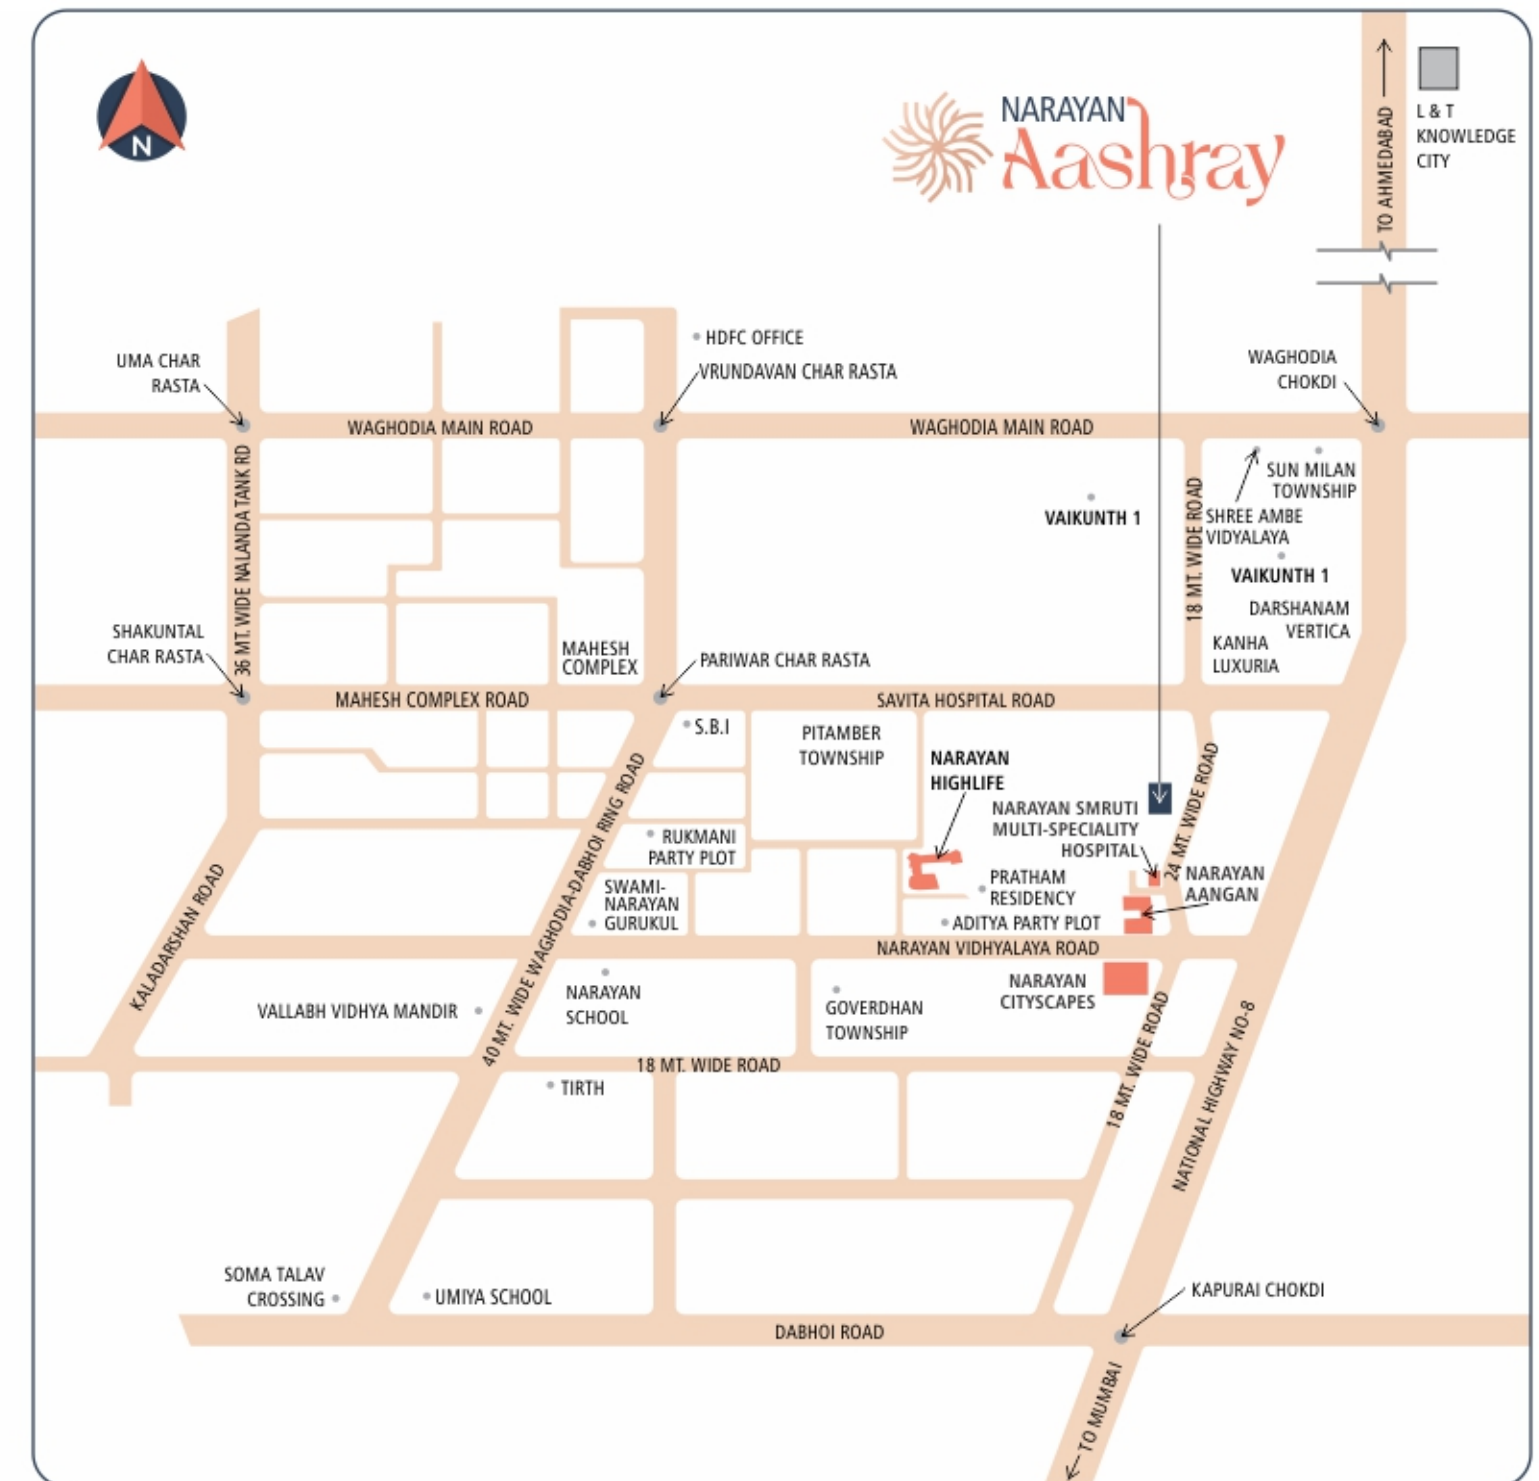 N
NARAYAN
Aashray
TO AHMEDABAD
L & T
KNOWLEDGE
CITY
HDFC OFFICE
UMA CHAR
RASTA
VRUNDAVAN CHAR RASTA
WAGHODIA
CHOKDI
WAGHODIA MAIN ROAD
WAGHODIA MAIN ROAD
36 MT. WIDE NALANDA TANK RD
SUN MILAN
TOWNSHIP
18 MT. WIDE ROAD
VAIKUNTH 1
SHREE AMBE
VIDYALAYA
VAIKUNTH 1
DARSHANAM
VERTICA
KANHA
LUXURIA
SHAKUNTAL
CHAR RASTA
MAHESH
COMPLEX
PARIWAR CHAR RASTA
MAHESH COMPLEX ROAD
SAVITA HOSPITAL ROAD
S.B.I
PITAMBER
TOWNSHIP
NARAYAN
HIGHLIFE
24 MT. WIDE ROAD
NARAYAN SMRUTI
MULTI-SPECIALITY
HOSPITAL
40 MT. WIDE WAGHODIA-DABHOI RING ROAD
RUKMANI
PARTY PLOT
KALADARSHAN ROAD
SWAMI-
NARAYAN
GURUKUL
PRATHAM
RESIDENCY
NARAYAN
AANGAN
ADITYA PARTY PLOT
NARAYAN VIDHYALAYA ROAD
NARAYAN
CITYSCAPES
VALLABH VIDHYA MANDIR
NARAYAN
SCHOOL
GOVERDHAN
TOWNSHIP
18 MT. WIDE ROAD
NATIONAL HIGHWAY NO-8
18 MT. WIDE ROAD
TIRTH
SOMA TALAV
CROSSING
UMIYA SCHOOL
KAPURAI CHOKDI
DABHOI ROAD
TO MUMBAI